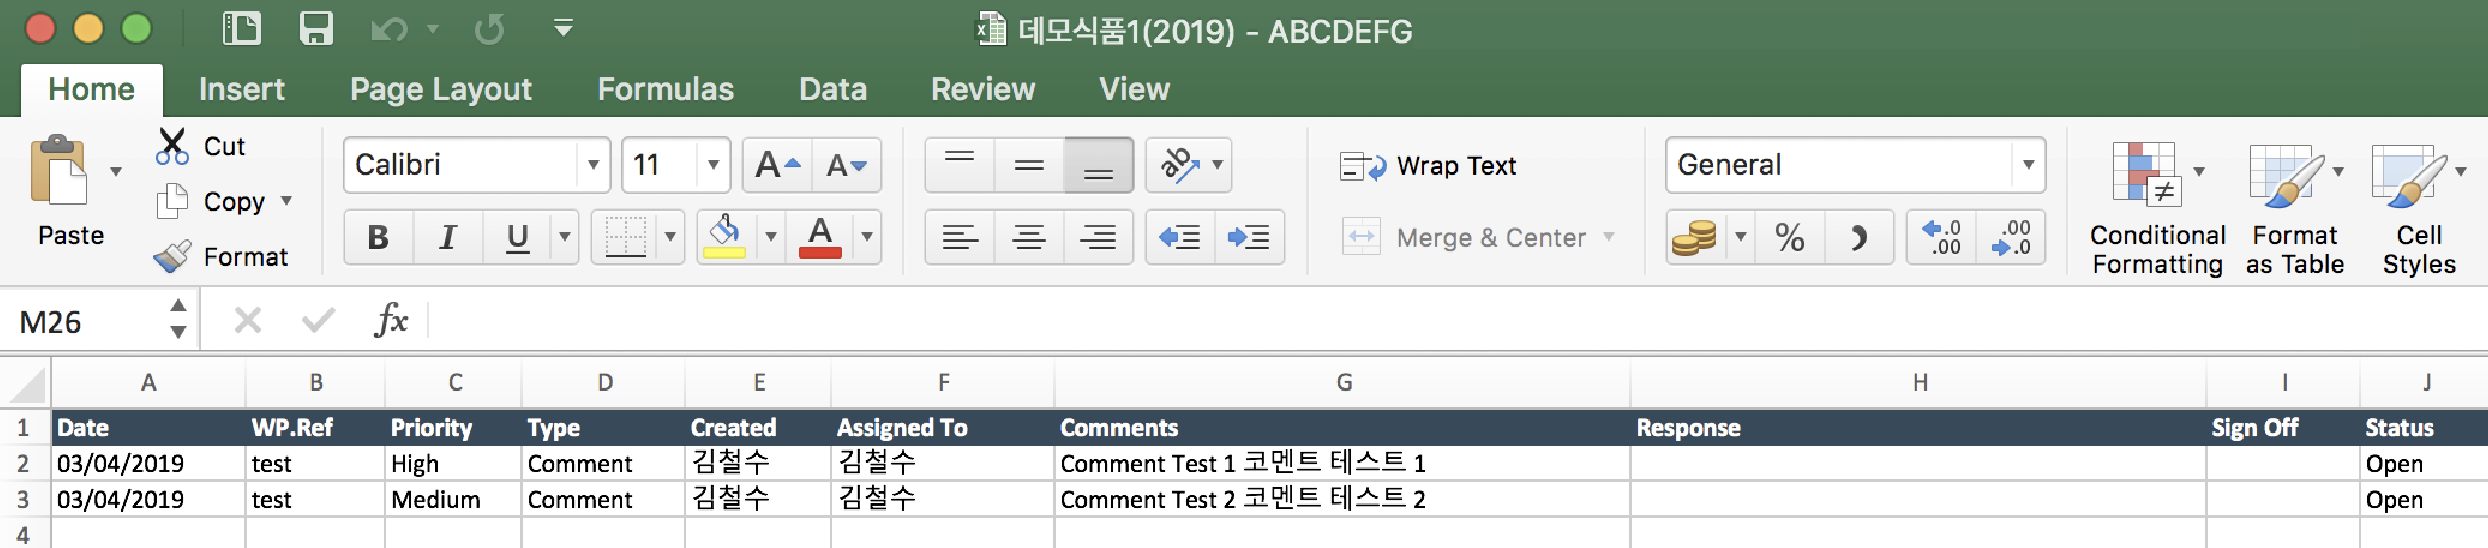 데모식품1(2019) - ABCDEFG
Home Insert Page Layout Formulas Data Review View
Paste
Cut
Copy
Format
Calibri 11 A A
B I U A
ab
Wrap Text
Merge & Center
General
% .0 .00 .00 .0
Conditional Formatting
Format as Table
Cell Styles
M26 fx
A B C D E F G H I J
1 Date WP.Ref Priority Type Created Assigned To Comments Response Sign Off Status
2 03/04/2019 test High Comment 김철수 김철수 Comment Test 1 코멘트 테스트 1 Open
3 03/04/2019 test Medium Comment 김철수 김철수 Comment Test 2 코멘트 테스트 2 Open
4